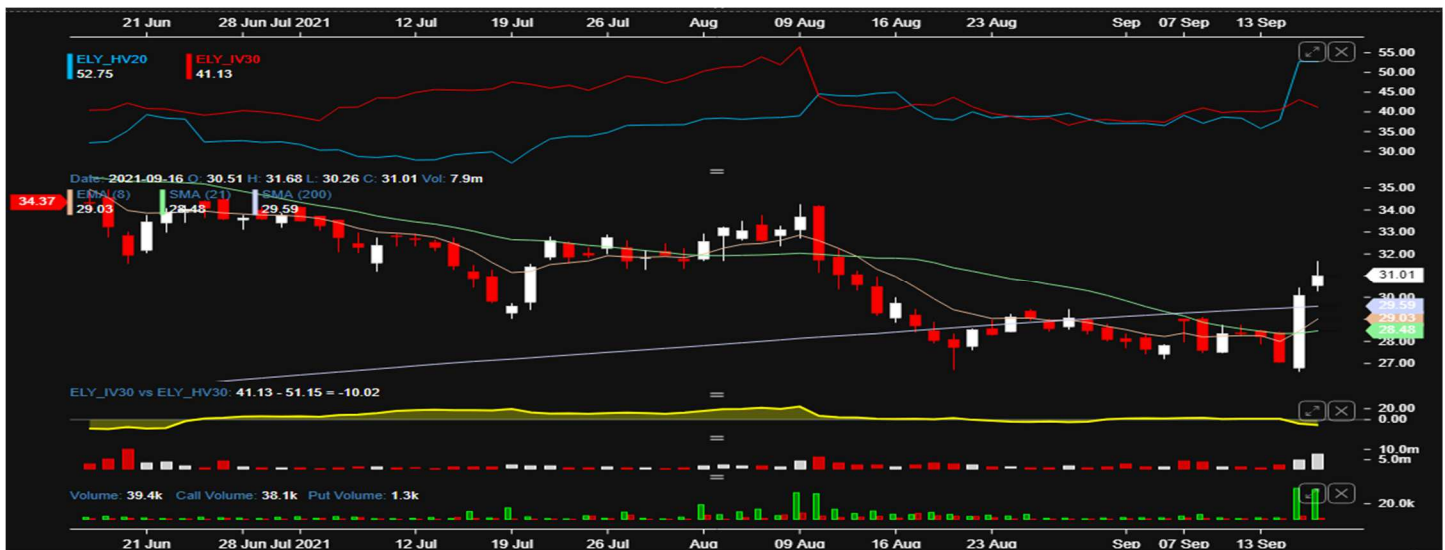 21 Jun 28 Jun Jul 2021 12 Jul 19 Jul 26 Jul Aug 09 Aug 16 Aug 23 Aug Sep 07 Sep 13 Sep
ELY_HV20 ELY_IV30
52.75 41.13
55.00
50.00
45.00
40.00
35.00
30.00
Date: 2021-09-16 O: 30.51 H: 31.68 L: 30.26 C: 31.01 Vol: 7.9m
EMA (8) SMA (21) SMA (200)
29.03 28.48 29.59
34.37
35.00
34.00
33.00
32.00
31.01
30.00
29.59
29.03
28.48
28.00
27.00
ELY_IV30 vs ELY_HV30: 41.13 - 51.15 = -10.02
20.00
0.00
10.0m
5.0m
Volume: 39.4k Call Volume: 38.1k Put Volume: 1.3k
20.0k
21 Jun 28 Jun Jul 2021 12 Jul 19 Jul 26 Jul Aug 09 Aug 16 Aug 23 Aug Sep 07 Sep 13 Sep